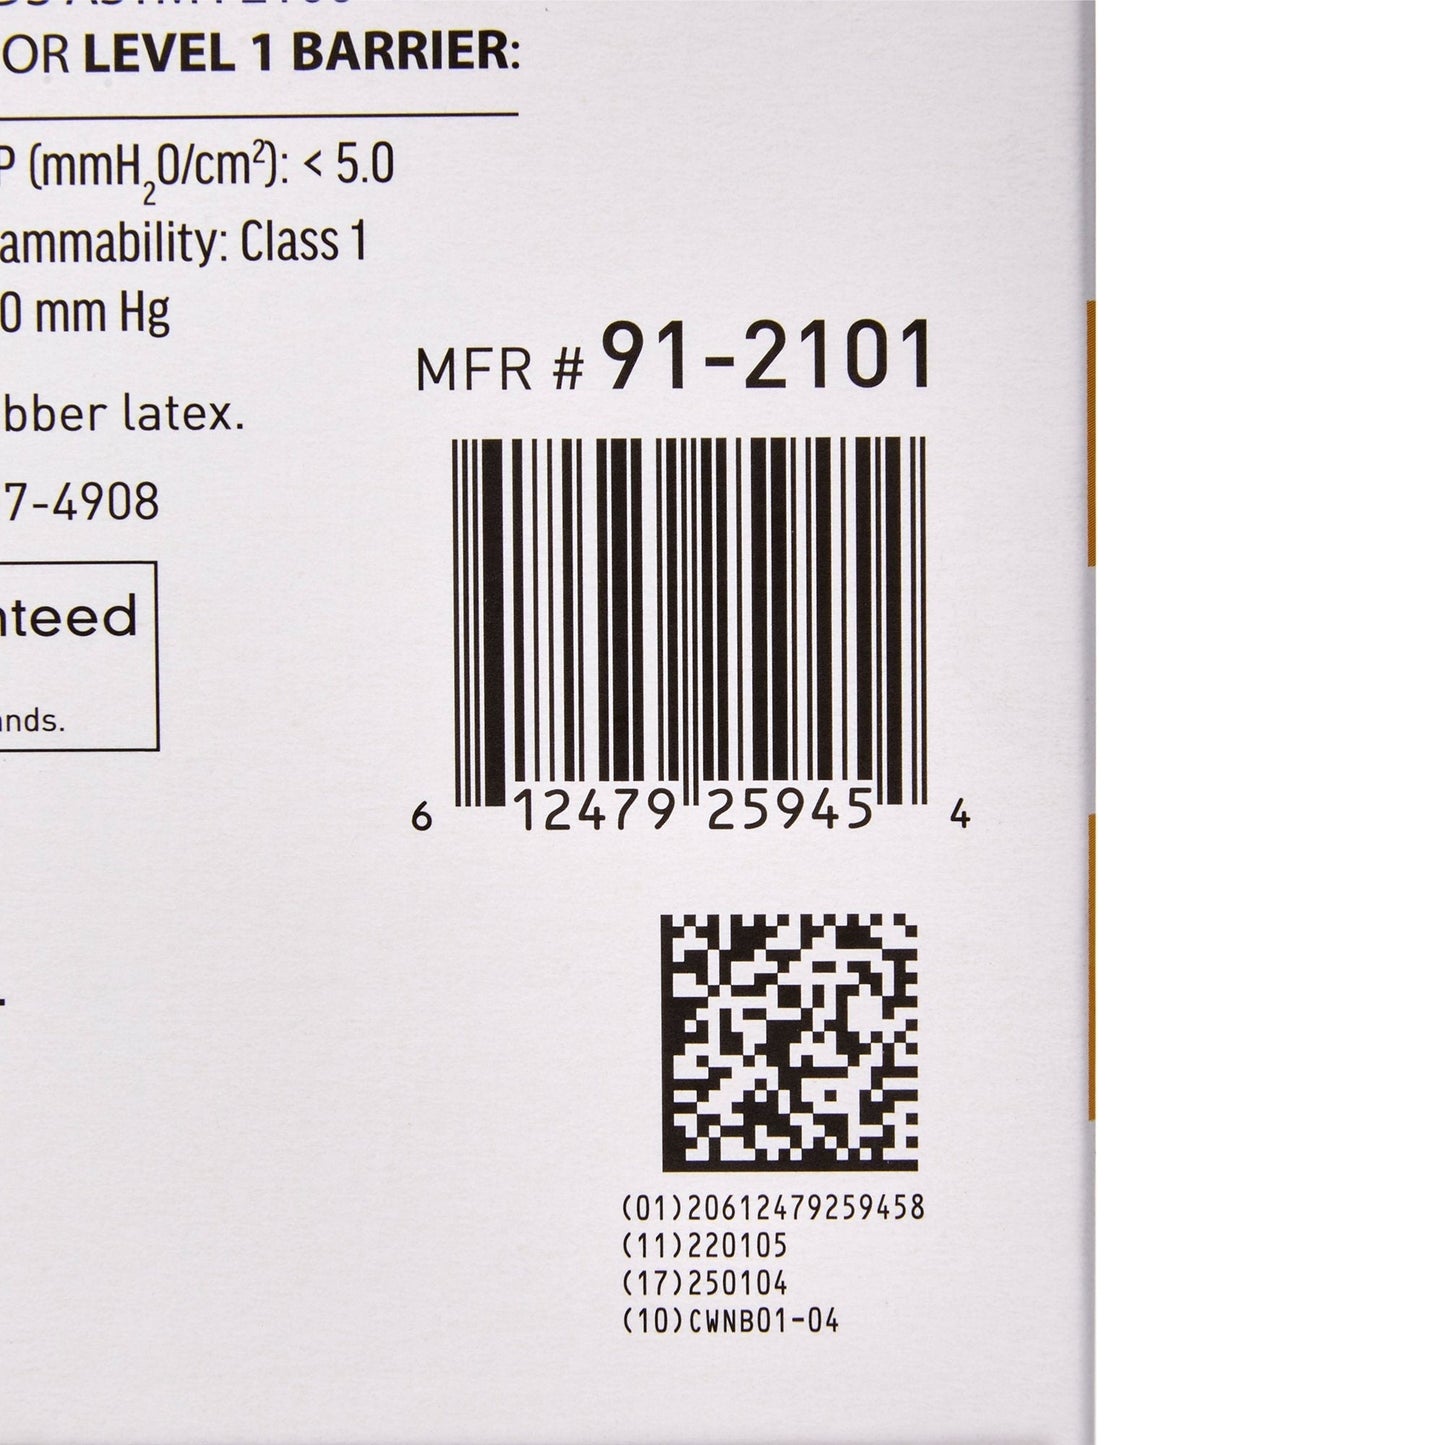 OR LEVEL 1 BARRIER:
P (mmH₂O/cm²): < 5.0
ammability: Class 1
0 mm Hg
MFR # 91-2101
bber latex.
7-4908
nteed
nds.
6 12479 25945 4
(01)20612479259458
(11)220105
(17)250104
(10)CWNB01-04